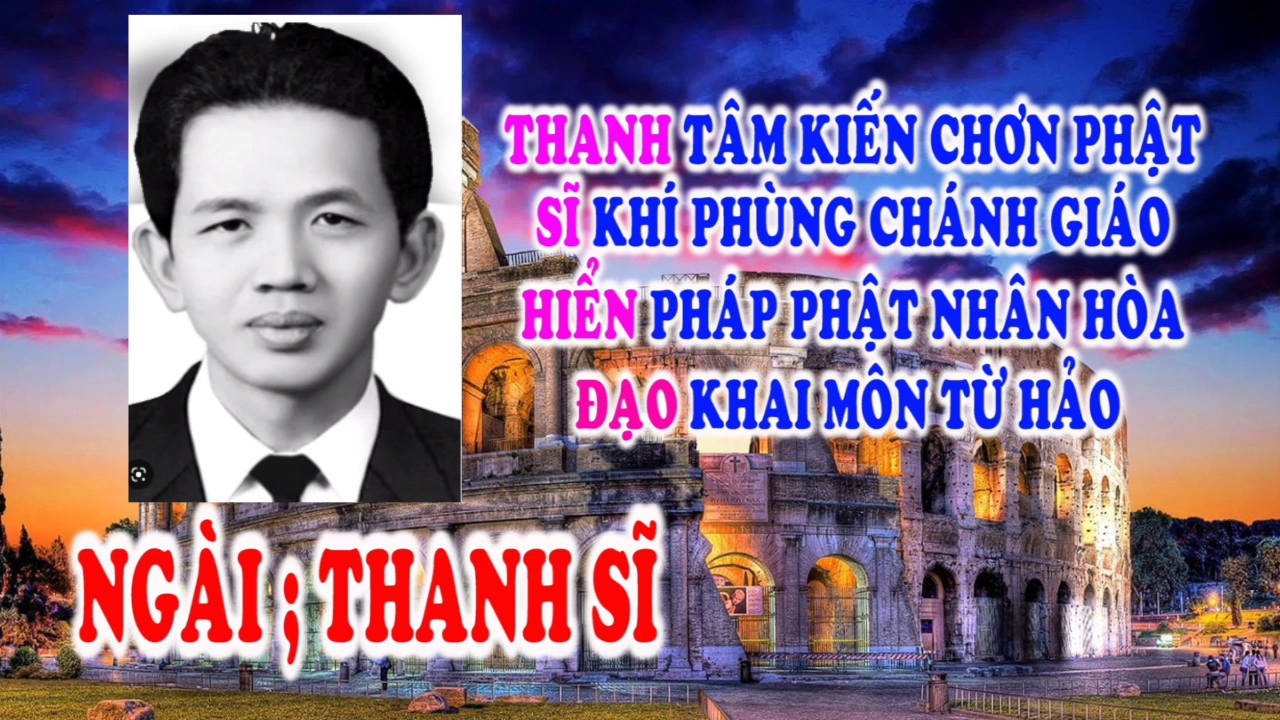 THANH TÂM KIẾN CHƠN PHẬT
SĨ KHÍ PHÙNG CHÁNH GIÁO
HIỂN PHÁP PHẬT NHÂN HÒA
ĐẠO KHAI MÔN TỪ HẢO
NGÀI ; THANH SĨ